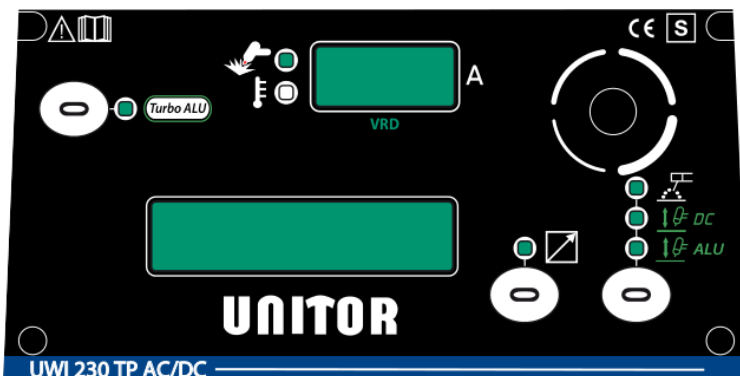 CE S
A
Turbo ALU
VRD
DC
ALU
UNITOR
UWI 230 TP AC/DC